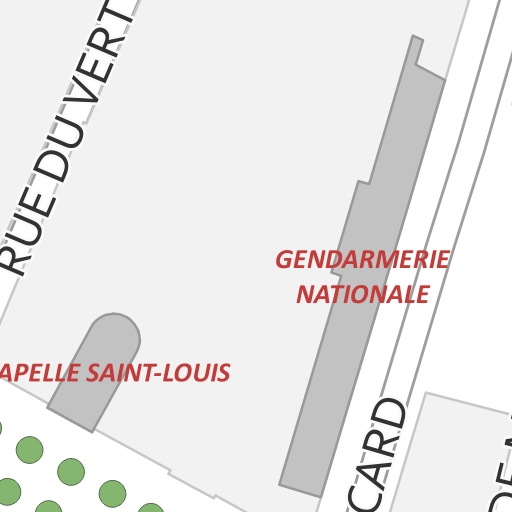 RUE DU VERT
GENDARMERIE
NATIONALE
APELLE SAINT-LOUIS
CARD